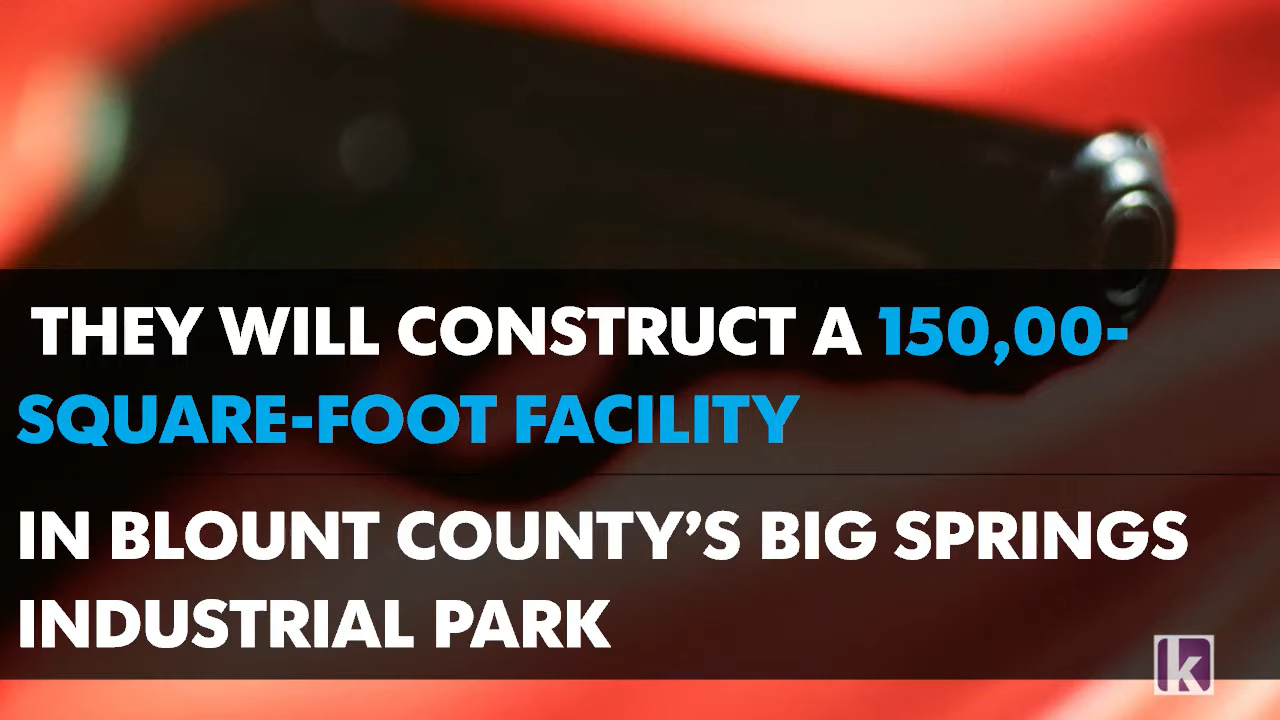 THEY WILL CONSTRUCT A 150,00-
SQUARE-FOOT FACILITY
IN BLOUNT COUNTY’S BIG SPRINGS
INDUSTRIAL PARK
k